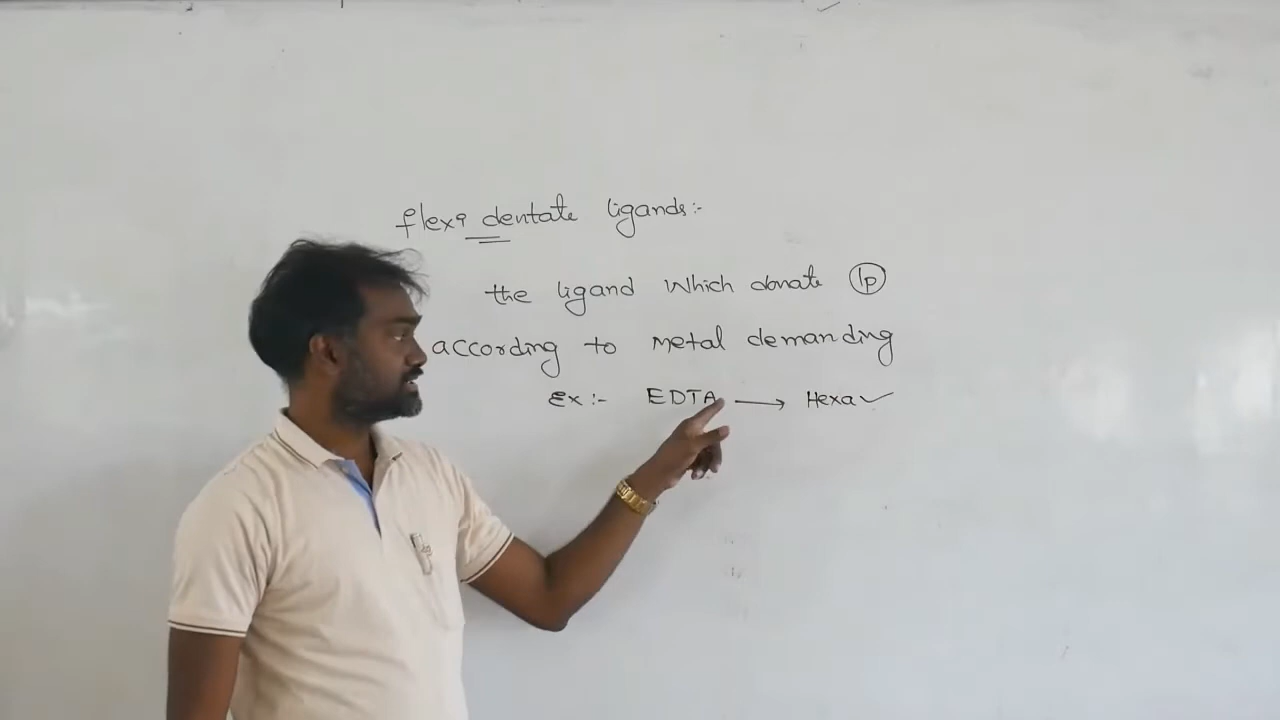 flexi dentate ligands:-
the ligand which donate lp
according to metal demanding
Ex:- EDTA → Hexa ✓